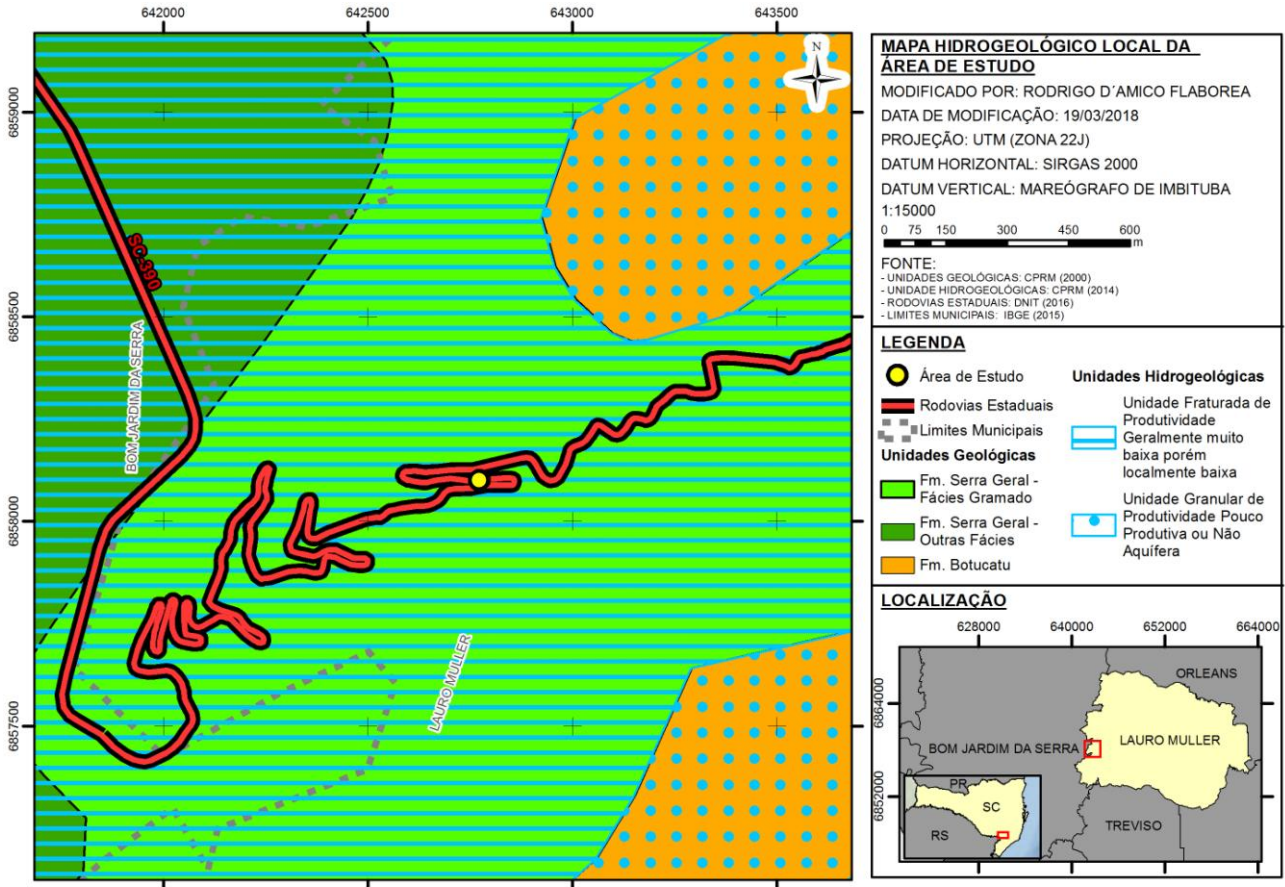 642000
642500
643000
643500
6859000
6858500
6858000
6857500
SC-390
BOM JARDIM DA SERRA
LAURO MULLER
N
MAPA HIDROGEOLÓGICO LOCAL DA
ÁREA DE ESTUDO
MODIFICADO POR: RODRIGO D´AMICO FLABOREA
DATA DE MODIFICAÇÃO: 19/03/2018
PROJEÇÃO: UTM (ZONA 22J)
DATUM HORIZONTAL: SIRGAS 2000
DATUM VERTICAL: MAREÓGRAFO DE IMBITUBA
1:15000
0 75 150 300 450 600
m
FONTE:
- UNIDADES GEOLÓGICAS: CPRM (2000)
- UNIDADE HIDROGEOLÓGICAS: CPRM (2014)
- RODOVIAS ESTADUAIS: DNIT (2016)
- LIMITES MUNICIPAIS: IBGE (2015)
LEGENDA
Área de Estudo
Rodovias Estaduais
Limites Municipais
Unidades Geológicas
Fm. Serra Geral -
Fácies Gramado
Fm. Serra Geral -
Outras Fácies
Fm. Botucatu
Unidades Hidrogeológicas
Unidade Fraturada de
Produtividade
Geralmente muito
baixa porém
localmente baixa
Unidade Granular de
Produtividade Pouco
Produtiva ou Não
Aquífera
LOCALIZAÇÃO
628000 640000 652000 664000
6864000
6852000
ORLEANS
BOM JARDIM DA SERRA
LAURO MULLER
TREVISO
PR
SC
RS